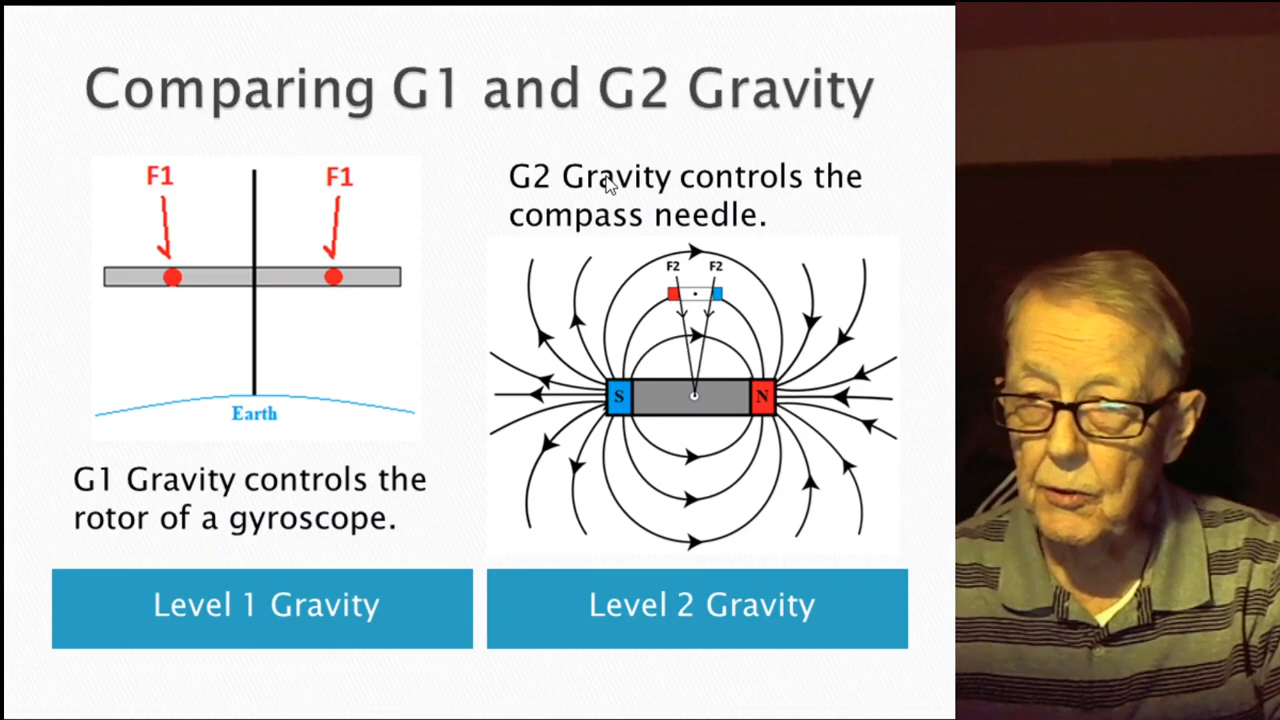 Comparing G1 and G2 Gravity
F1
F1
Earth
G1 Gravity controls the
rotor of a gyroscope.
Level 1 Gravity
G2 Gravity controls the
compass needle.
F2
F2
S
N
Level 2 Gravity